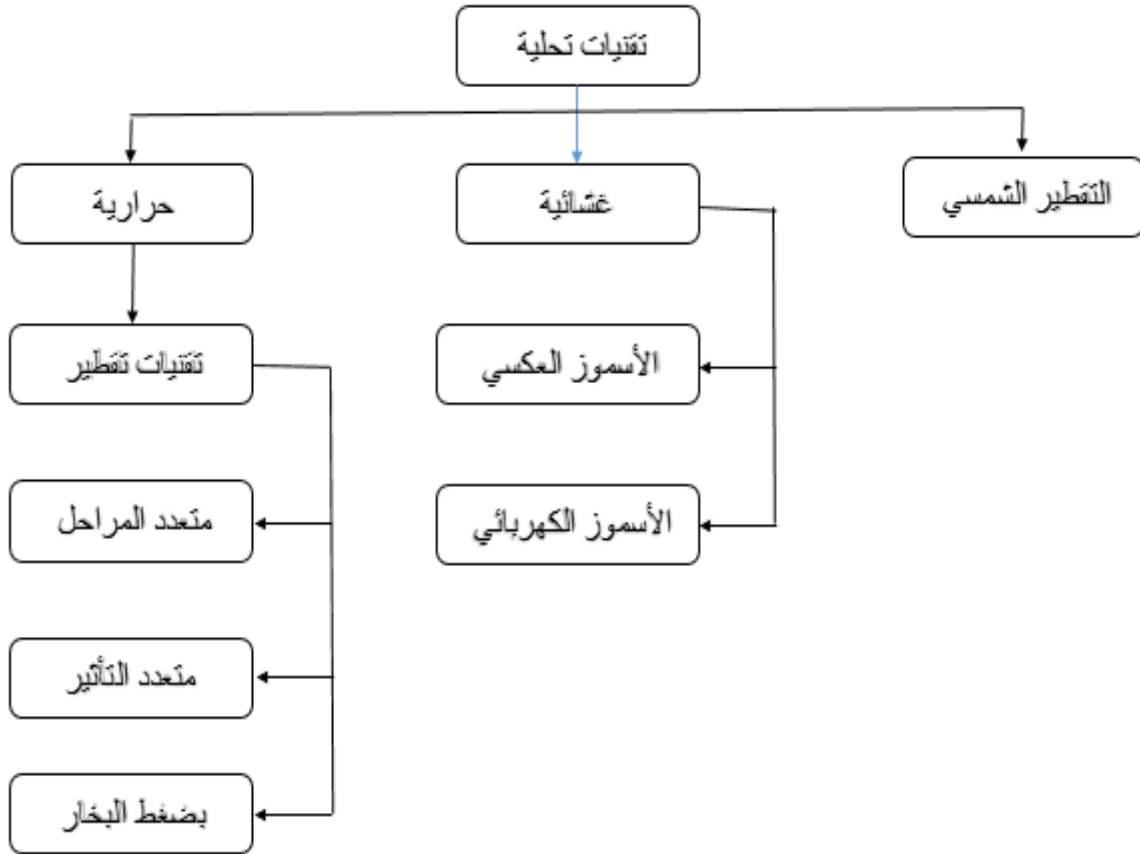 تقنيات تحلية
التقطير الشمسي
غشائية
حرارية
الأسموز العكسي
تقنيات تقطير
الأسموز الكهربائي
متعدد المراحل
متعدد التأثير
بضغط البخار